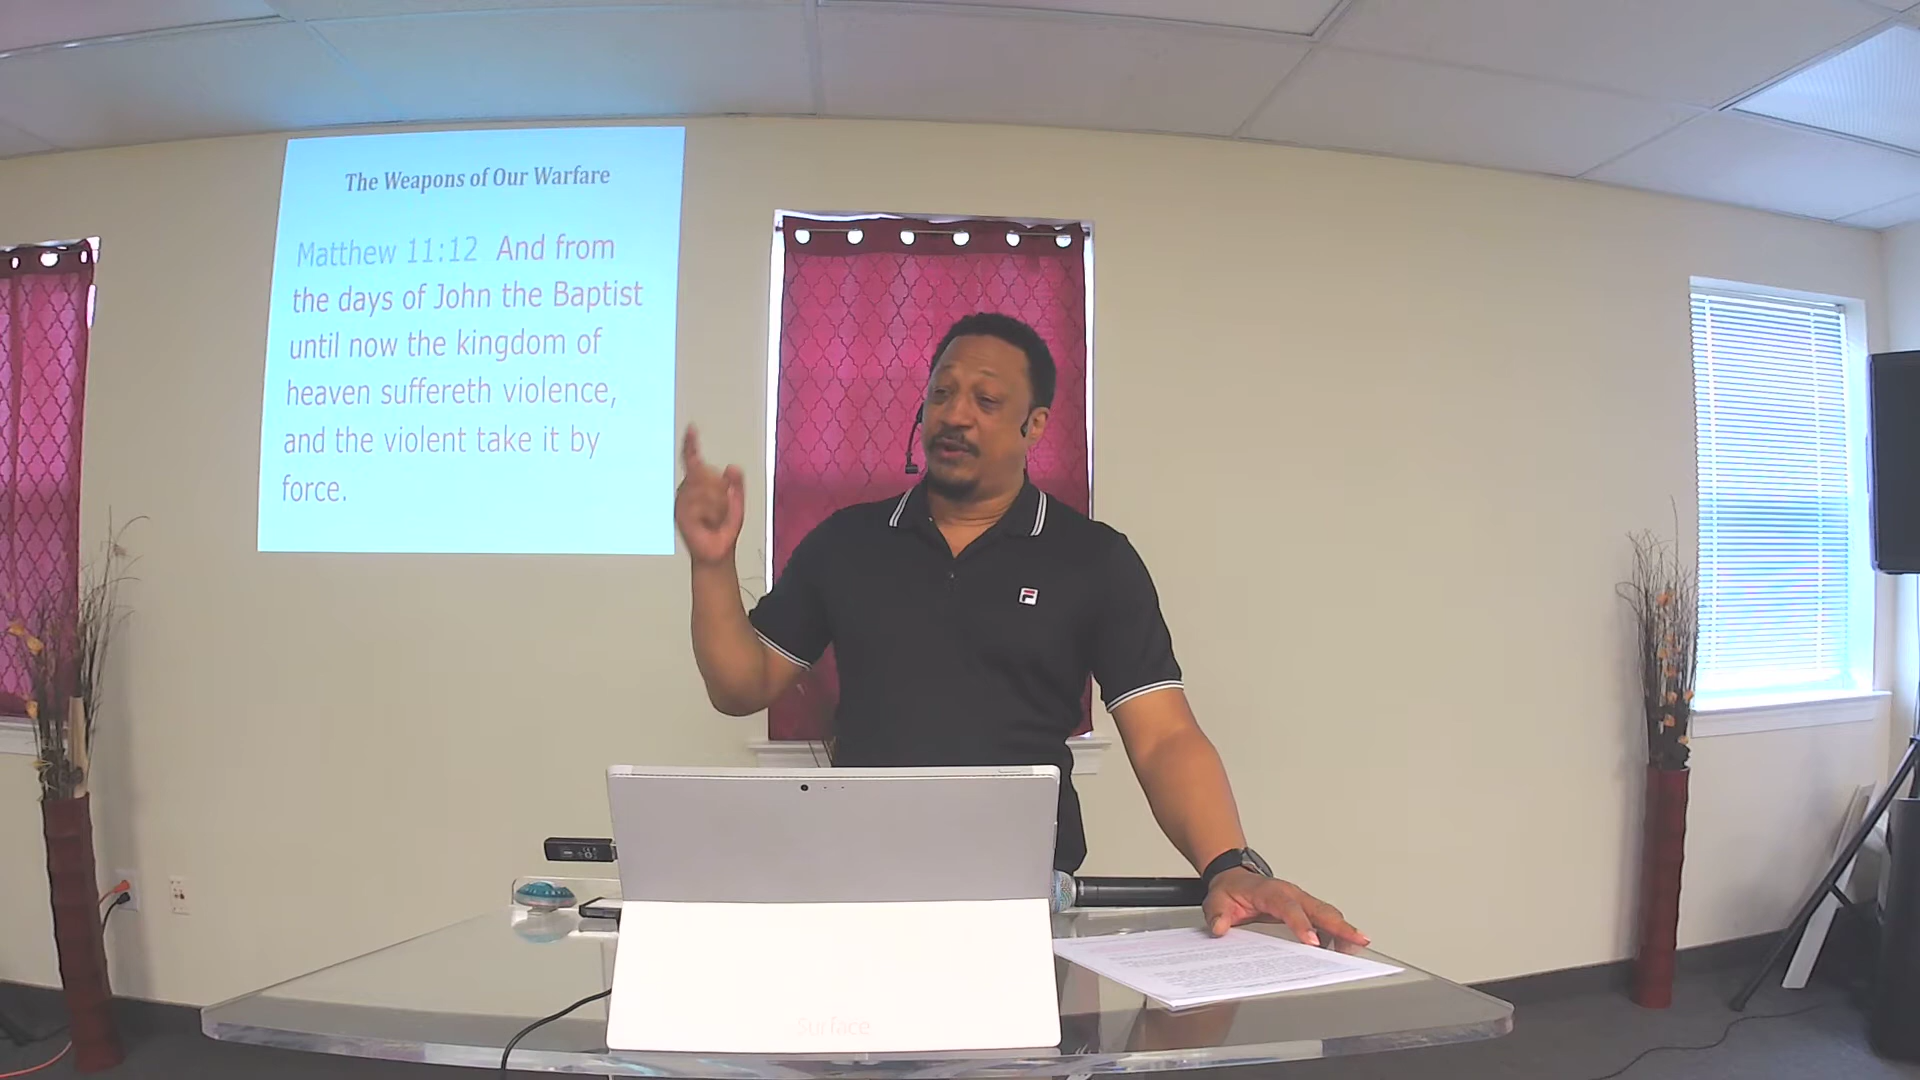 The Weapons of Our Warfare
Matthew 11:12 And from
the days of John the Baptist
until now the kingdom of
heaven suffereth violence,
and the violent take it by
force.
Surface